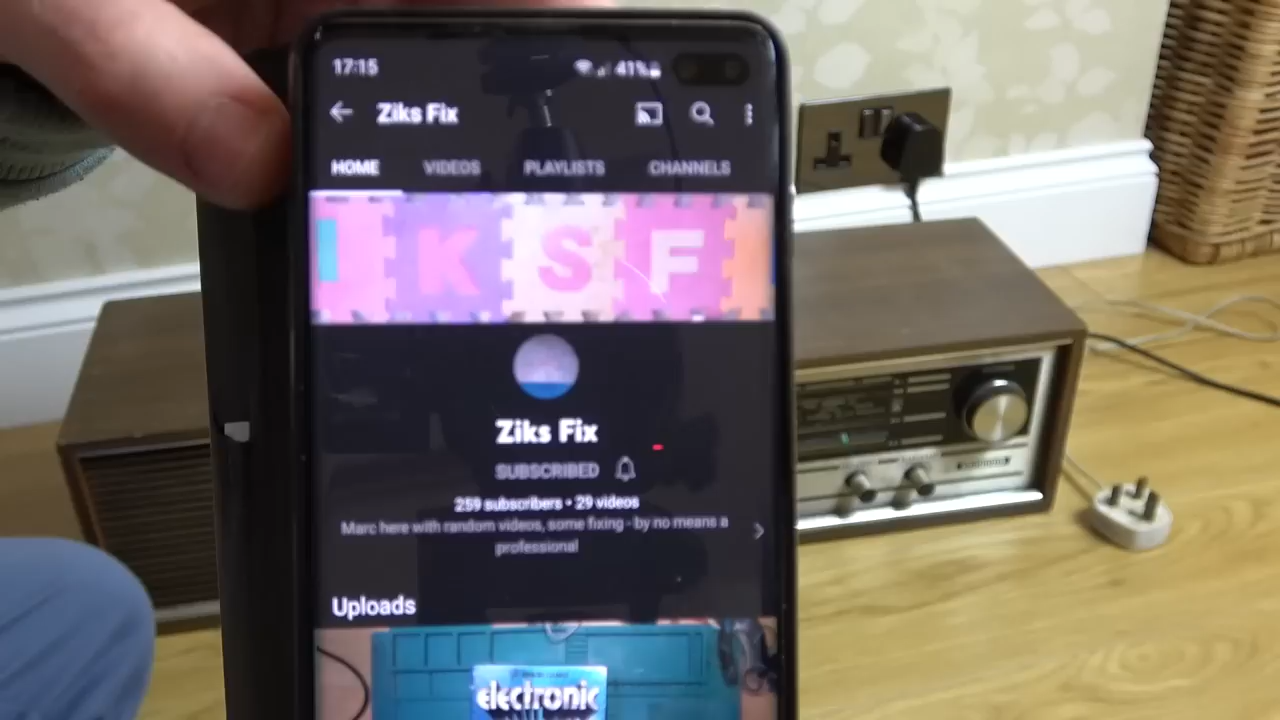 17:15 41%
Ziks Fix
HOME VIDEOS PLAYLISTS CHANNELS
K S F
Ziks Fix
SUBSCRIBED
259 subscribers • 29 videos
Marc here with random videos, some fixing - by no means a
professional
Uploads
electronic